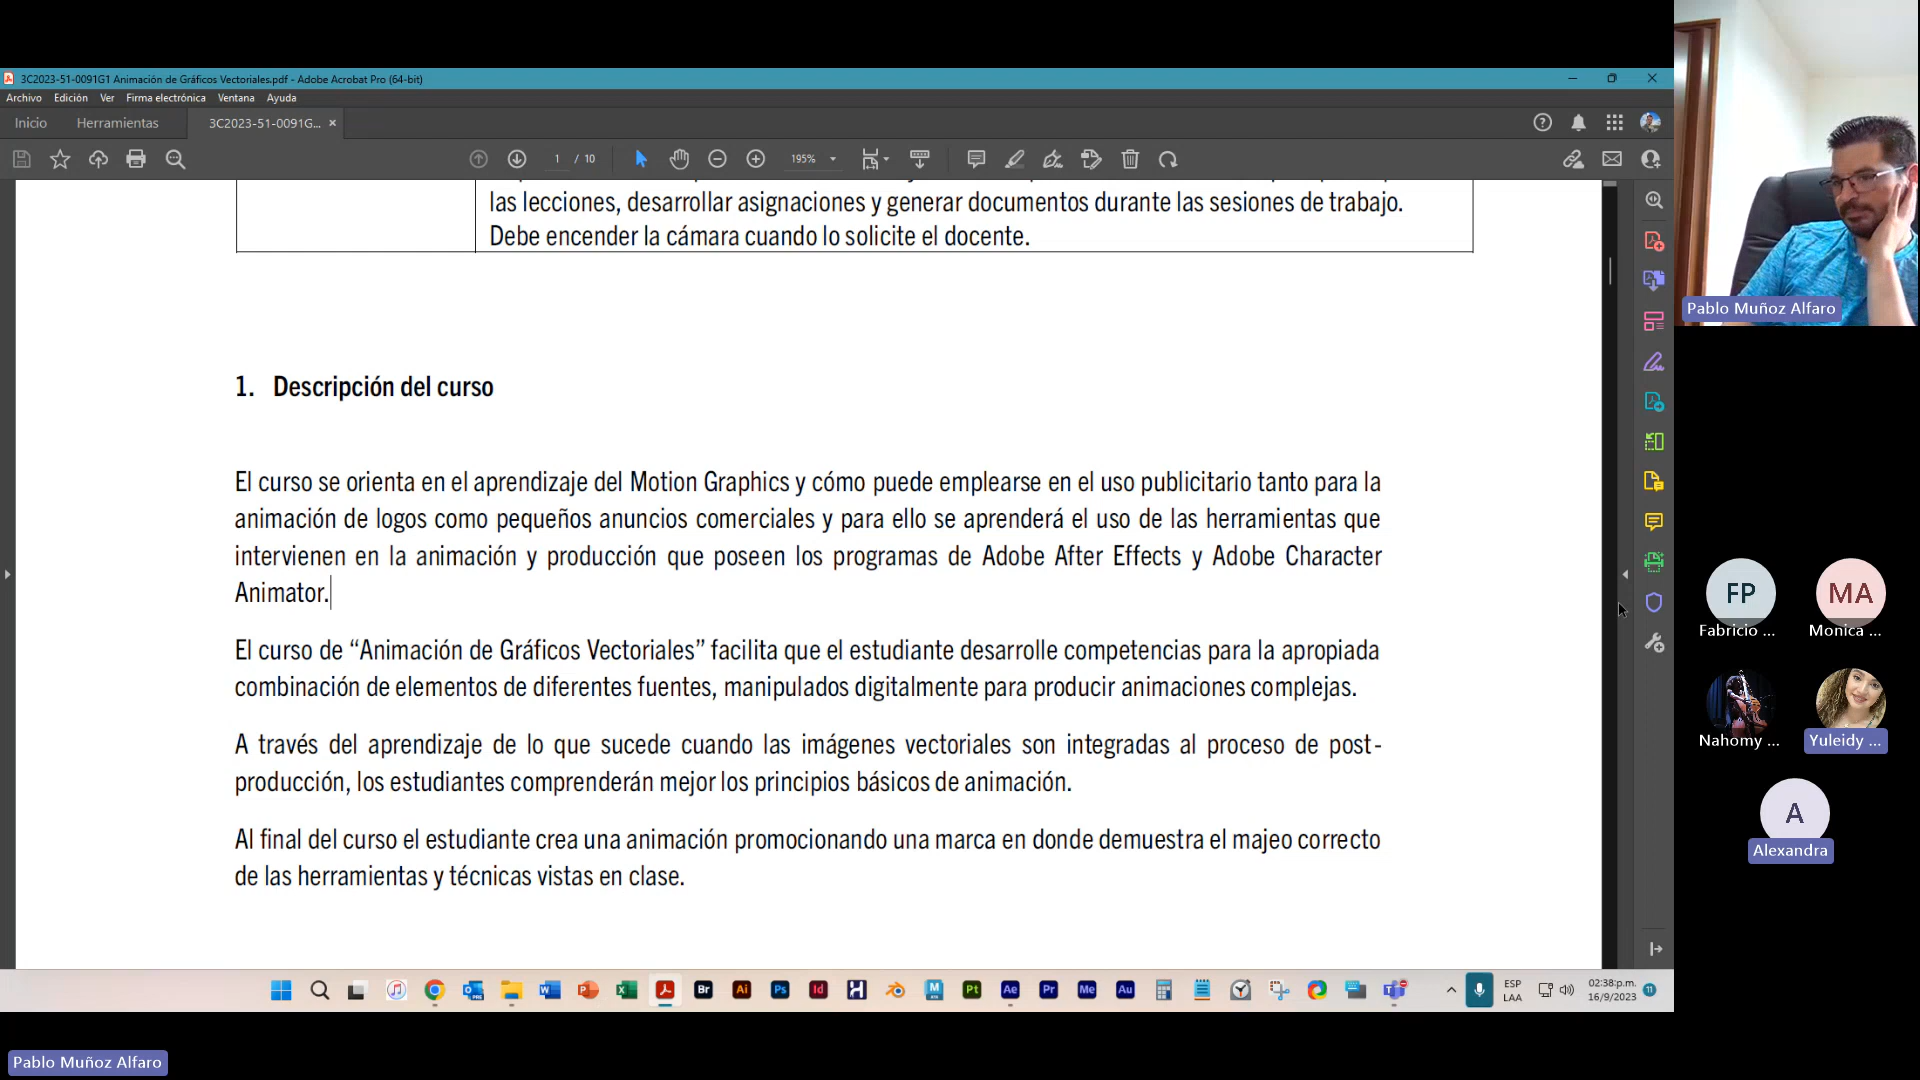 3C2023-51-0091G1 Animación de Gráficos Vectoriales.pdf - Adobe Acrobat Pro (64-bit)
Archivo Edición Ver Firma electrónica Ventana Ayuda
Inicio Herramientas 3C2023-51-0091G... ×
1 / 10 195%
las lecciones, desarrollar asignaciones y generar documentos durante las sesiones de trabajo.
Debe encender la cámara cuando lo solicite el docente.
1. Descripción del curso
El curso se orienta en el aprendizaje del Motion Graphics y cómo puede emplearse en el uso publicitario tanto para la
animación de logos como pequeños anuncios comerciales y para ello se aprenderá el uso de las herramientas que
intervienen en la animación y producción que poseen los programas de Adobe After Effects y Adobe Character
Animator.
El curso de “Animación de Gráficos Vectoriales” facilita que el estudiante desarrolle competencias para la apropiada
combinación de elementos de diferentes fuentes, manipulados digitalmente para producir animaciones complejas.
A través del aprendizaje de lo que sucede cuando las imágenes vectoriales son integradas al proceso de post-
producción, los estudiantes comprenderán mejor los principios básicos de animación.
Al final del curso el estudiante crea una animación promocionando una marca en donde demuestra el majeo correcto
de las herramientas y técnicas vistas en clase.
Br Ai Ps Id Pt Ae Pr Me Au
ESP
LAA
02:38:p.m.
16/9/2023
11
Pablo Muñoz Alfaro
FP
Fabricio ...
MA
Monica ...
Nahomy ...
Yuleidy ...
A
Alexandra
Pablo Muñoz Alfaro